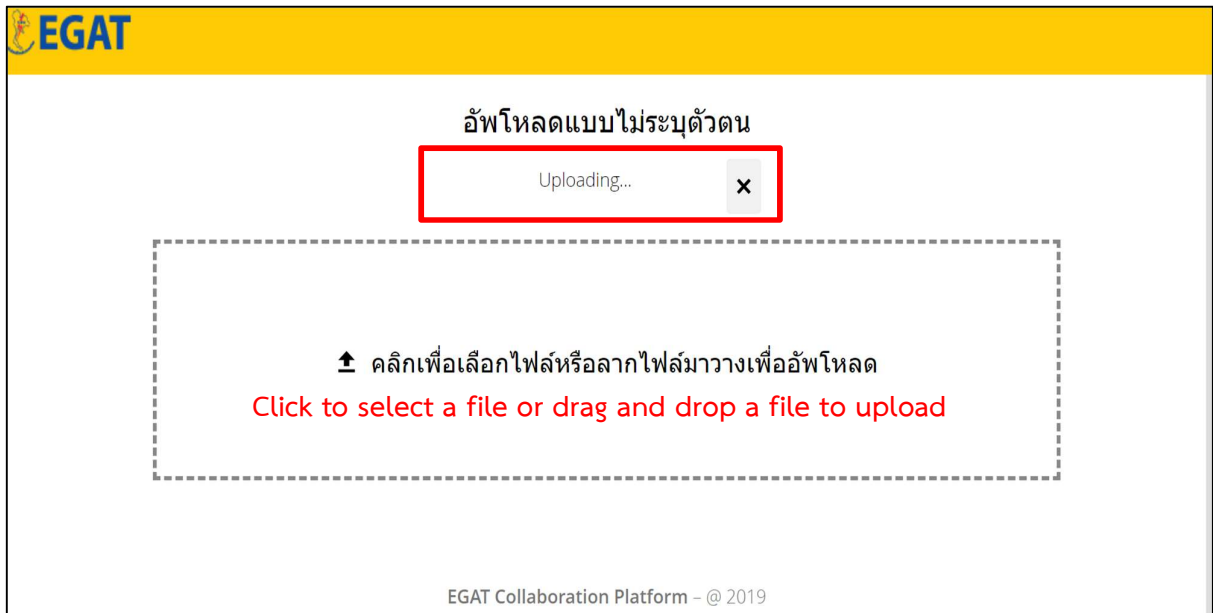 EGAT
อัพโหลดแบบไม่ระบุตัวตน
Uploading...
คลิกเพื่อเลือกไฟล์หรือลากไฟล์มาวางเพื่ออัพโหลด
Click to select a file or drag and drop a file to upload
EGAT Collaboration Platform – @ 2019